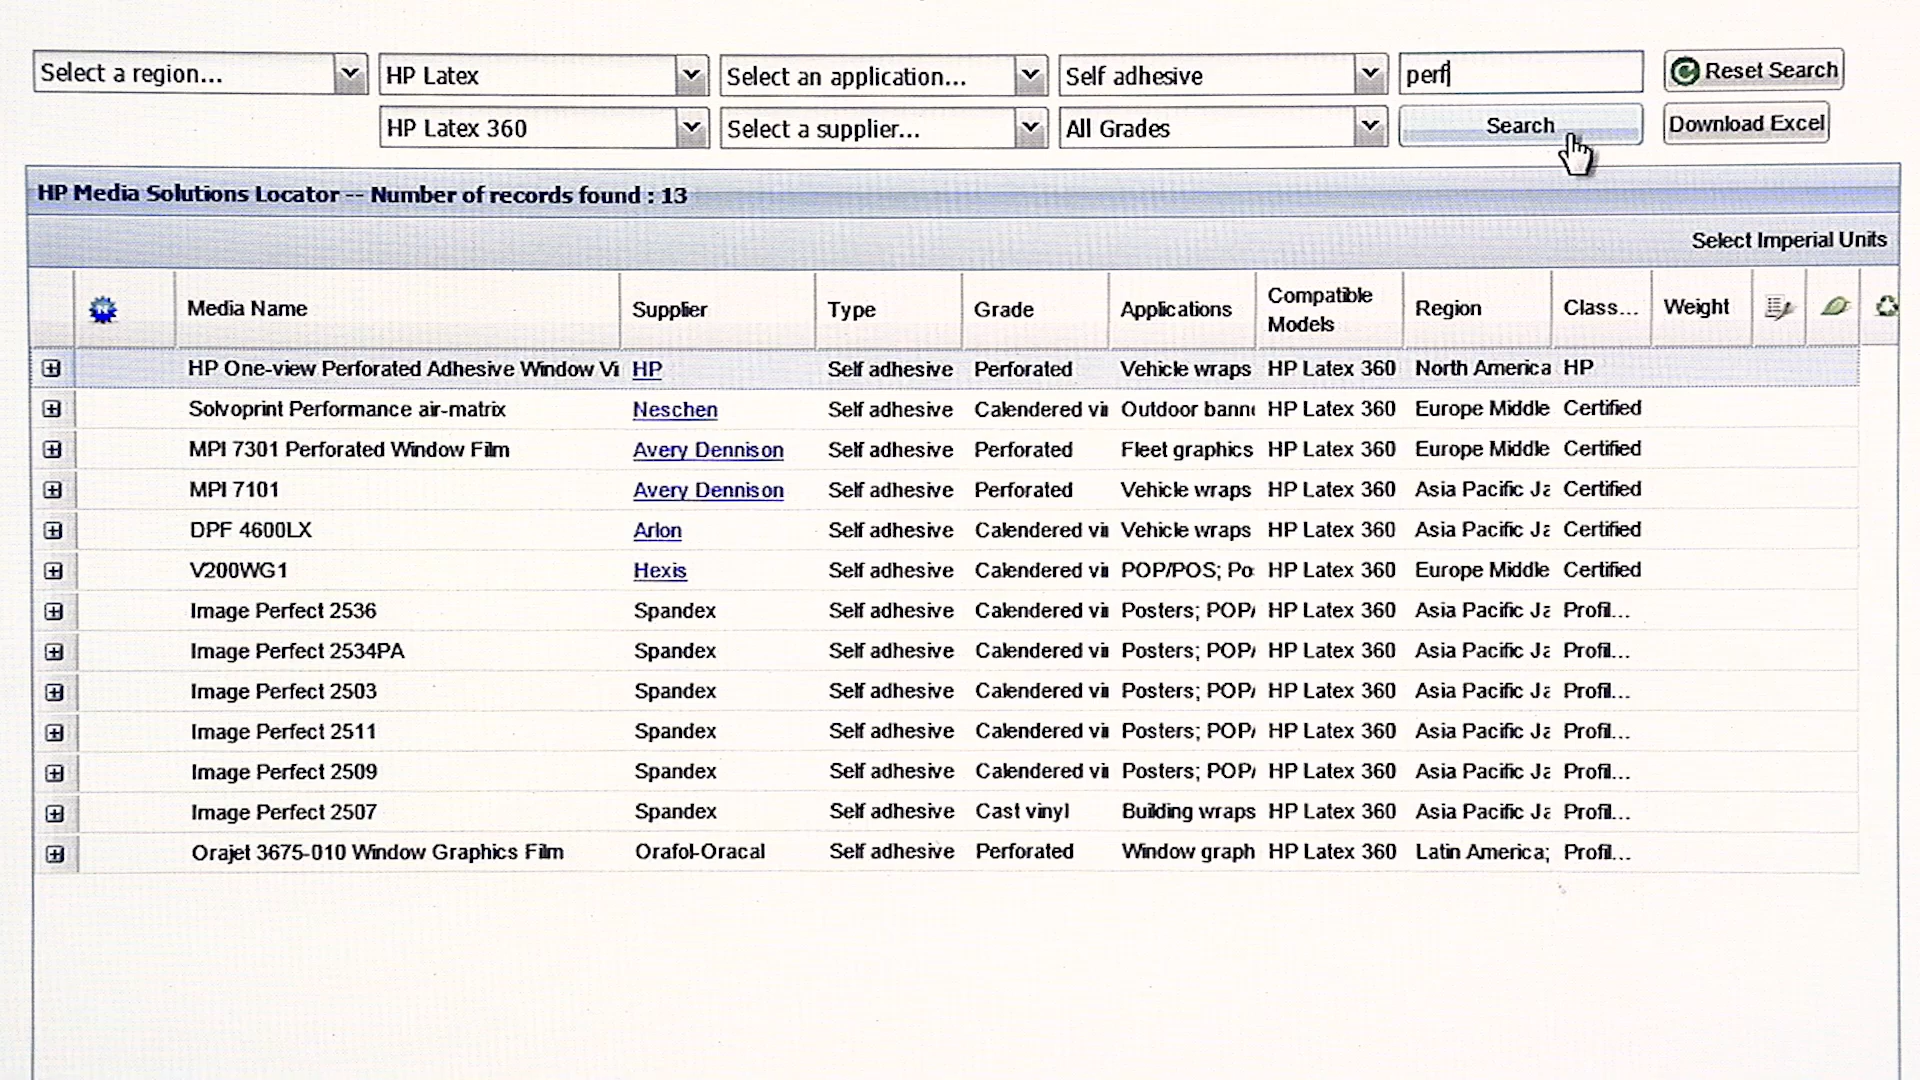 Select a region... HP Latex Select an application... Self adhesive perf Reset Search
HP Latex 360 Select a supplier... All Grades Search Download Excel
HP Media Solutions Locator -- Number of records found : 13
Select Imperial Units
Media Name Supplier Type Grade Applications Compatible Models Region Class... Weight
HP One-view Perforated Adhesive Window Vi HP Self adhesive Perforated Vehicle wraps HP Latex 360 North America HP
Solvoprint Performance air-matrix Neschen Self adhesive Calendered vi Outdoor bann HP Latex 360 Europe Middle Certified
MPI 7301 Perforated Window Film Avery Dennison Self adhesive Perforated Fleet graphics HP Latex 360 Europe Middle Certified
MPI 7101 Avery Dennison Self adhesive Perforated Vehicle wraps HP Latex 360 Asia Pacific Ja Certified
DPF 4600LX Arlon Self adhesive Calendered vi Vehicle wraps HP Latex 360 Asia Pacific Ja Certified
V200WG1 Hexis Self adhesive Calendered vi POP/POS; Po HP Latex 360 Europe Middle Certified
Image Perfect 2536 Spandex Self adhesive Calendered vi Posters; POP/ HP Latex 360 Asia Pacific Ja Profil...
Image Perfect 2534PA Spandex Self adhesive Calendered vi Posters; POP/ HP Latex 360 Asia Pacific Ja Profil...
Image Perfect 2503 Spandex Self adhesive Calendered vi Posters; POP/ HP Latex 360 Asia Pacific Ja Profil...
Image Perfect 2511 Spandex Self adhesive Calendered vi Posters; POP/ HP Latex 360 Asia Pacific Ja Profil...
Image Perfect 2509 Spandex Self adhesive Calendered vi Posters; POP/ HP Latex 360 Asia Pacific Ja Profil...
Image Perfect 2507 Spandex Self adhesive Cast vinyl Building wraps HP Latex 360 Asia Pacific Ja Profil...
Orajet 3675-010 Window Graphics Film Orafol-Oracal Self adhesive Perforated Window graph HP Latex 360 Latin America; Profil...